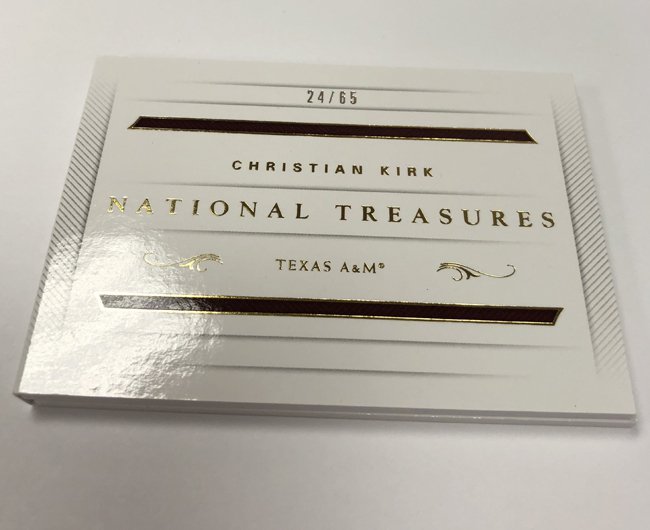 24/65
CHRISTIAN KIRK
NATIONAL TREASURES
TEXAS A&M®